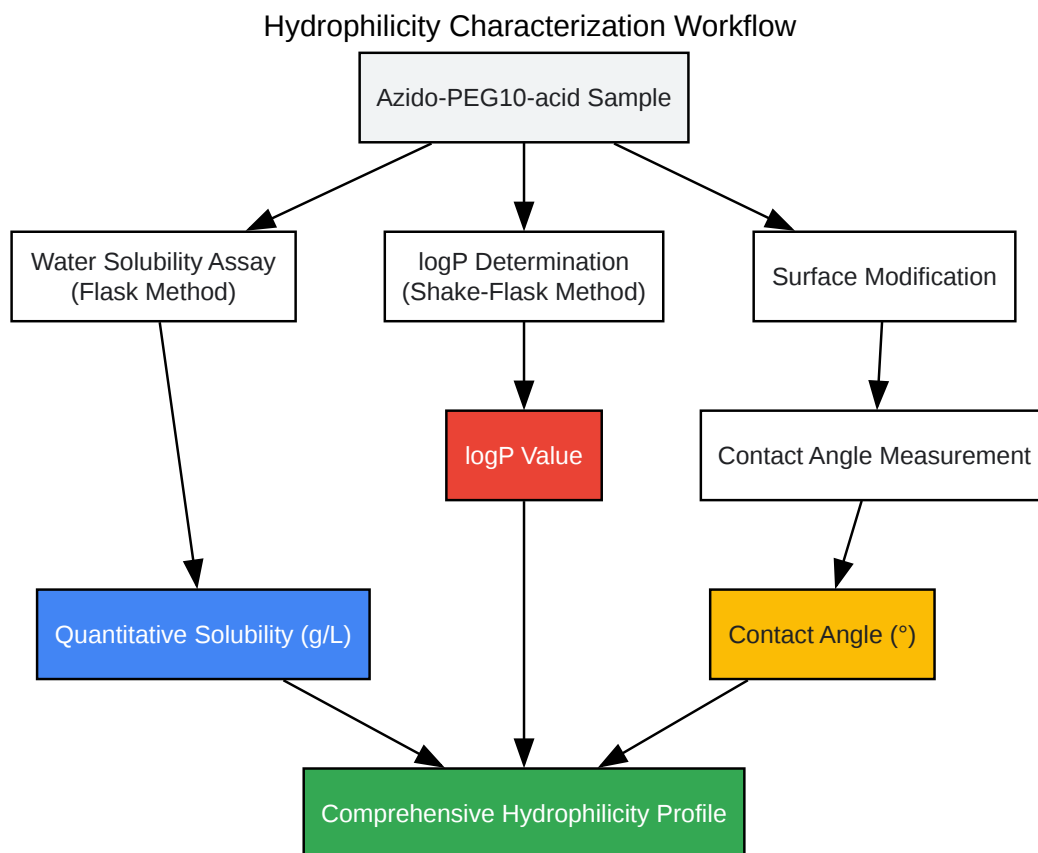 Hydrophilicity Characterization Workflow
Azido-PEG10-acid Sample
Water Solubility Assay
(Flask Method)
logP Determination
(Shake-Flask Method)
Surface Modification
logP Value
Contact Angle Measurement
Quantitative Solubility (g/L)
Contact Angle (°)
Comprehensive Hydrophilicity Profile